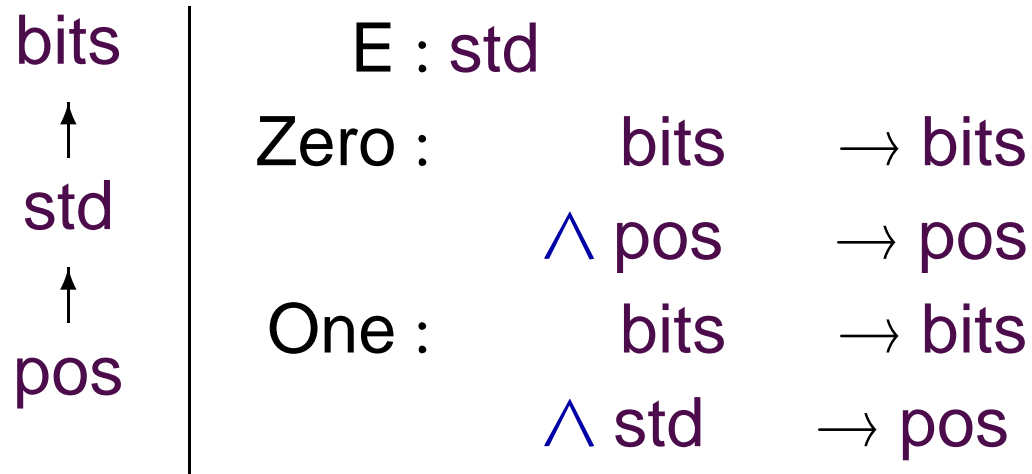 bits
↑
std
↑
pos
E : std
Zero : bits → bits
∧ pos → pos
One : bits → bits
∧ std → pos